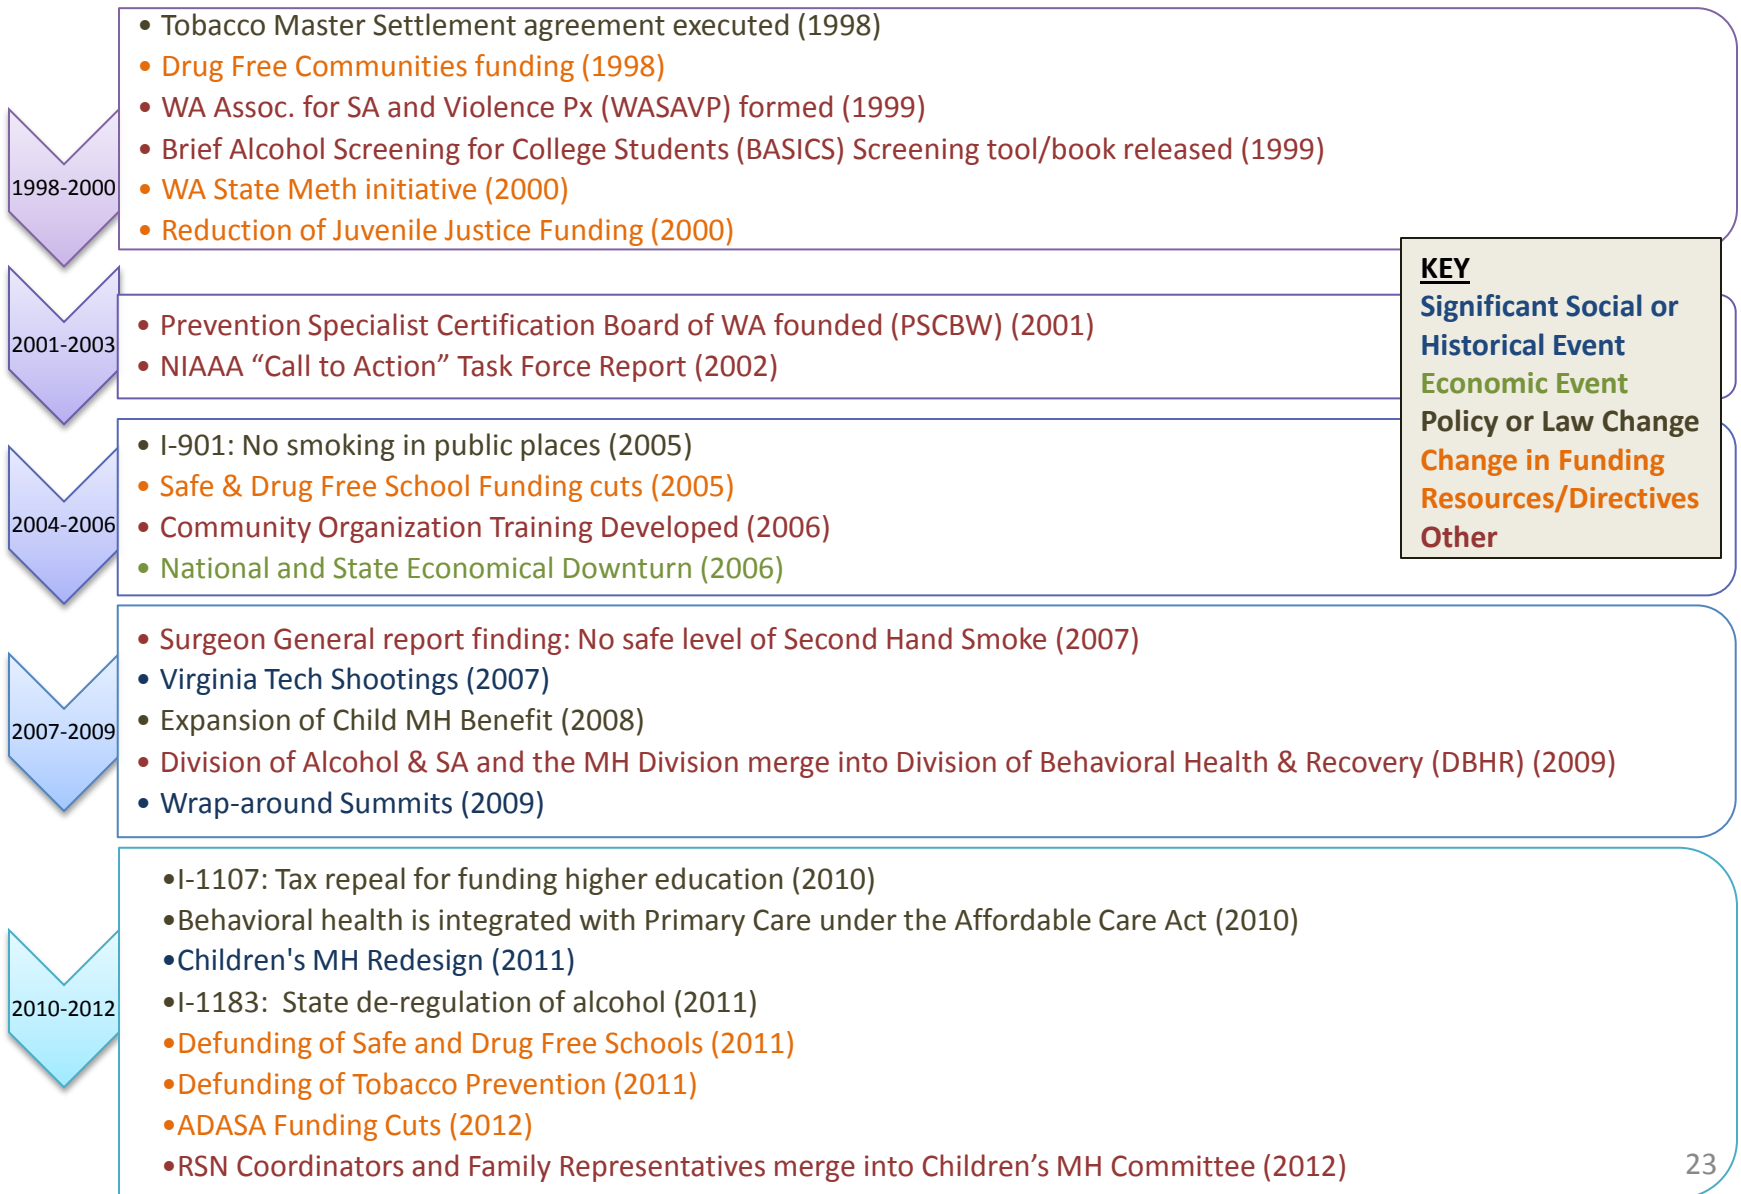 1998-2000
• Tobacco Master Settlement agreement executed (1998)
• Drug Free Communities funding (1998)
• WA Assoc. for SA and Violence Px (WASAVP) formed (1999)
• Brief Alcohol Screening for College Students (BASICS) Screening tool/book released (1999)
• WA State Meth initiative (2000)
• Reduction of Juvenile Justice Funding (2000)
KEY
Significant Social or
Historical Event
Economic Event
Policy or Law Change
Change in Funding
Resources/Directives
Other
2001-2003
• Prevention Specialist Certification Board of WA founded (PSCBW) (2001)
• NIAAA “Call to Action” Task Force Report (2002)
2004-2006
• I-901: No smoking in public places (2005)
• Safe & Drug Free School Funding cuts (2005)
• Community Organization Training Developed (2006)
• National and State Economical Downturn (2006)
2007-2009
• Surgeon General report finding: No safe level of Second Hand Smoke (2007)
• Virginia Tech Shootings (2007)
• Expansion of Child MH Benefit (2008)
• Division of Alcohol & SA and the MH Division merge into Division of Behavioral Health & Recovery (DBHR) (2009)
• Wrap-around Summits (2009)
2010-2012
•I-1107: Tax repeal for funding higher education (2010)
•Behavioral health is integrated with Primary Care under the Affordable Care Act (2010)
•Children's MH Redesign (2011)
•I-1183:  State de-regulation of alcohol (2011)
•Defunding of Safe and Drug Free Schools (2011)
•Defunding of Tobacco Prevention (2011)
•ADASA Funding Cuts (2012)
•RSN Coordinators and Family Representatives merge into Children’s MH Committee (2012)
23